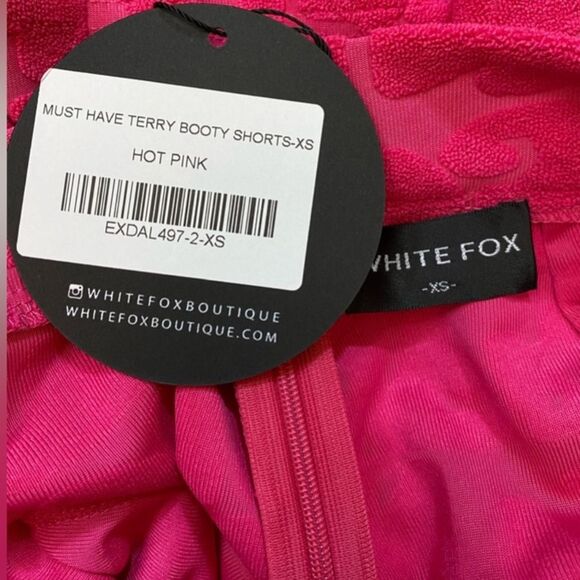 MUST HAVE TERRY BOOTY SHORTS-XS
HOT PINK
EXDAL497-2-XS
WHITEFOXBOUTIQUE
WHITEFOXBOUTIQUE.COM
WHITE FOX
-XS-